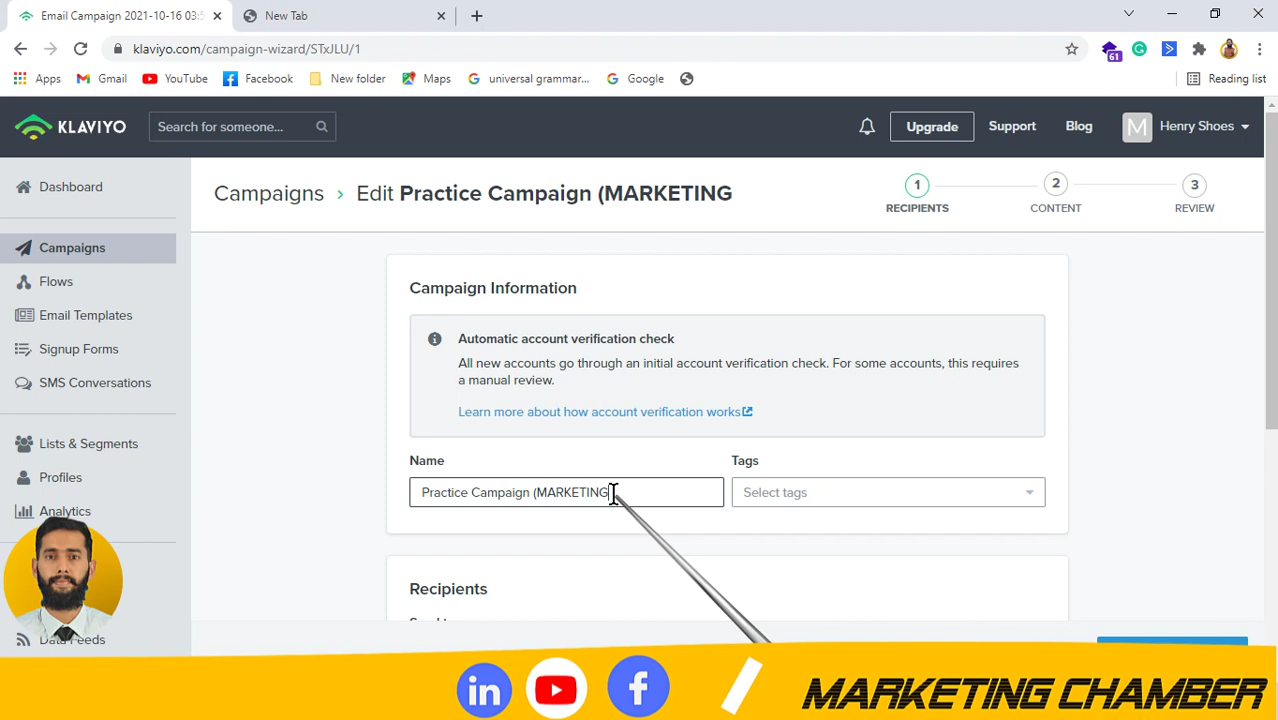 Email Campaign 2021-10-16 03:5
New Tab
klaviyo.com/campaign-wizard/STxJLU/1
61
Apps
Gmail
YouTube
Facebook
New folder
Maps
universal grammar...
Google
Reading list
KLAVIYO
Search for someone...
Upgrade
Support
Blog
M
Henry Shoes
Dashboard
Campaigns
Flows
Email Templates
Signup Forms
SMS Conversations
Lists & Segments
Profiles
Analytics
Data Feeds
Campaigns › Edit Practice Campaign (MARKETING
1
RECIPIENTS
2
CONTENT
3
REVIEW
Campaign Information
Automatic account verification check
All new accounts go through an initial account verification check. For some accounts, this requires
a manual review.
Learn more about how account verification works
Name
Tags
Practice Campaign (MARKETING
Select tags
Recipients
in
f
MARKETING CHAMBER